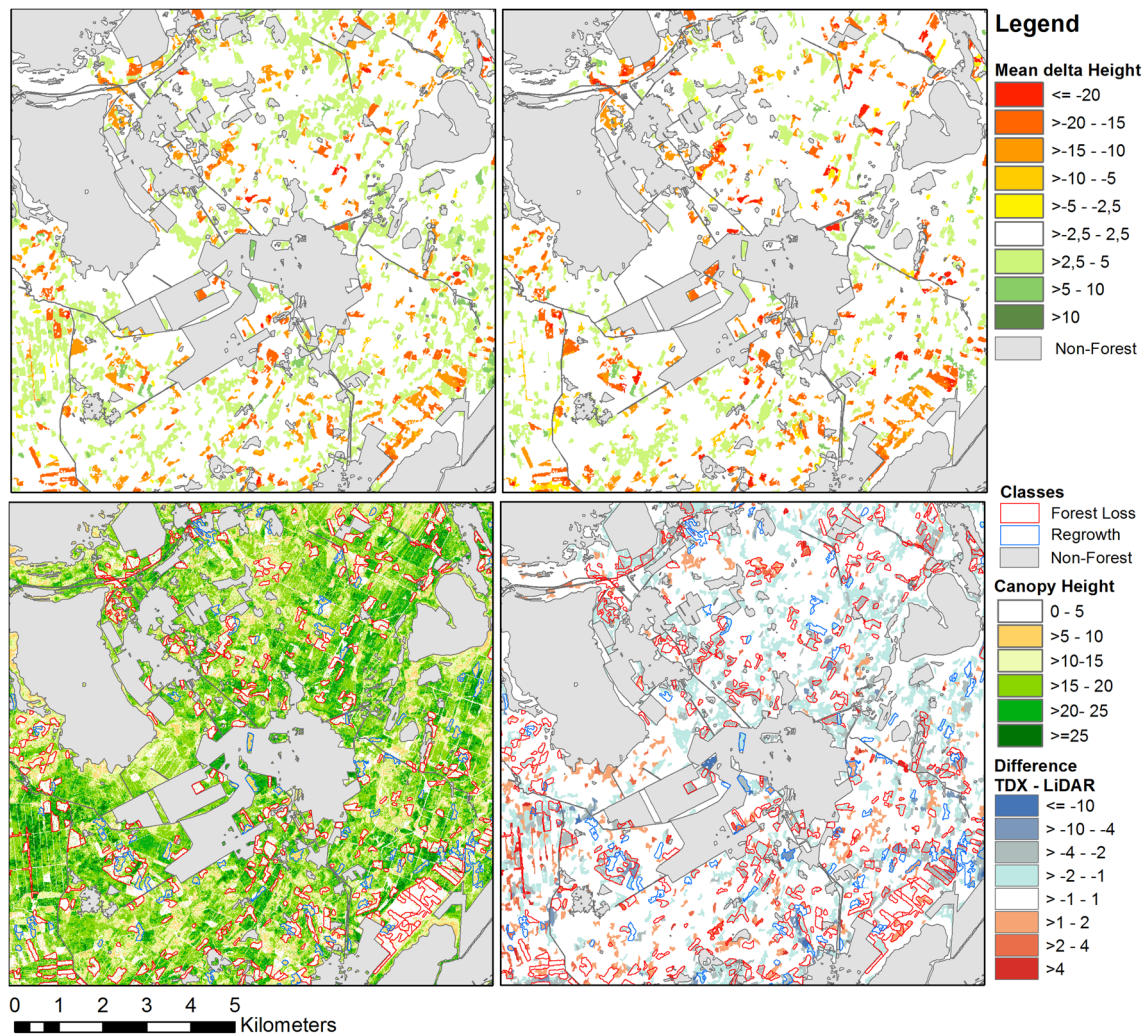 Legend
Mean delta Height
<= -20
>-20 - -15
>-15 - -10
>-10 - -5
>-5 - -2,5
>-2,5 - 2,5
>2,5 - 5
>5 - 10
>10
Non-Forest
Classes
Forest Loss
Regrowth
Non-Forest
Canopy Height
0 - 5
>5 - 10
>10-15
>15 - 20
>20- 25
>=25
Difference
TDX - LiDAR
<= -10
> -10 - -4
> -4 - -2
> -2 - -1
> -1 - 1
>1 - 2
>2 - 4
>4
0 1 2 3 4 5
Kilometers